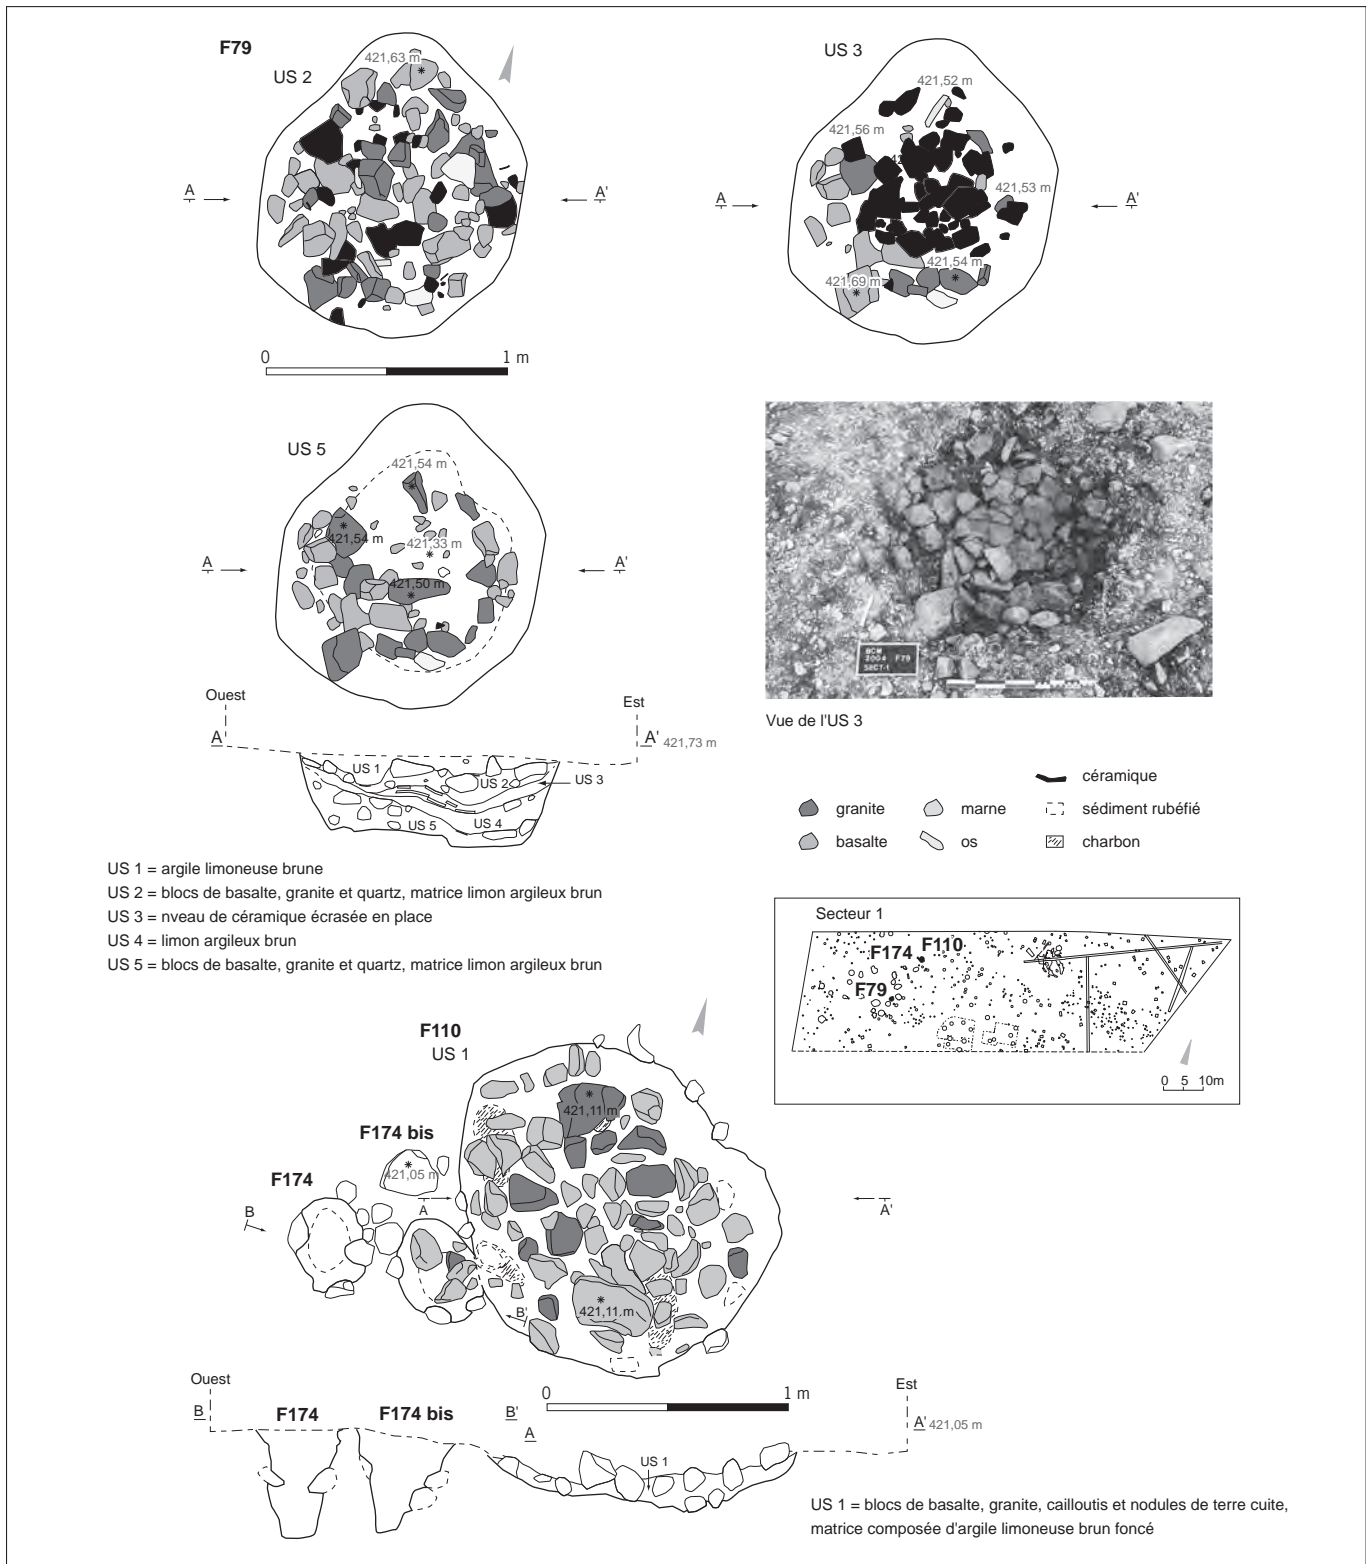 F79
US 2
421,63 m
A
A'
0 1 m
US 3
421,52 m
421,56 m
421,53 m
421,54 m
421,69 m
A
A'
US 5
421,54 m
421,54 m
421,33 m
421,50 m
A
A'
BCM
2004 F79
SECT-1
Vue de l'US 3
Ouest
Est
A
A' 421,73 m
US 1
US 2
US 3
US 4
US 5
céramique
granite
marne
sédiment rubéfié
basalte
os
charbon
US 1 = argile limoneuse brune
US 2 = blocs de basalte, granite et quartz, matrice limon argileux brun
US 3 = nveau de céramique écrasée en place
US 4 = limon argileux brun
US 5 = blocs de basalte, granite et quartz, matrice limon argileux brun
Secteur 1
F174
F110
F79
0 5 10m
F110
US 1
421,11 m
F174 bis
421,05 m
F174
B
A
A'
B'
421,11 m
Ouest
B
F174
F174 bis
B'
A
0 1 m
Est
A' 421,05 m
US 1
US 1 = blocs de basalte, granite, cailloutis et nodules de terre cuite,
matrice composée d'argile limoneuse brun foncé